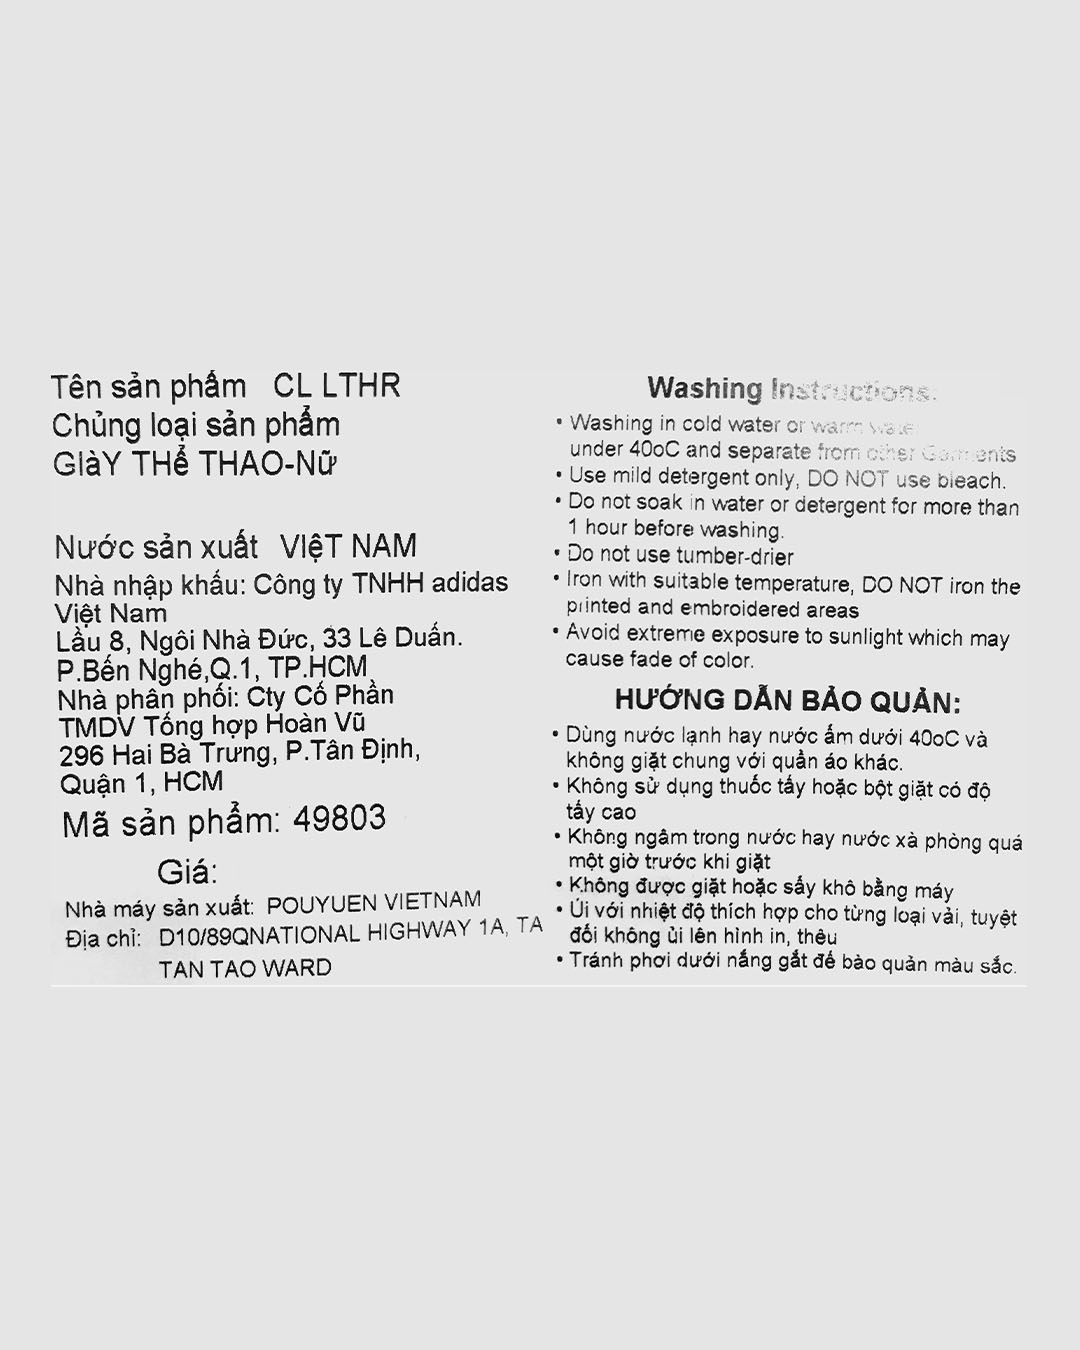 Tên sản phẩm CL LTHR
Chủng loại sản phẩm
GIàY THể THAO-Nữ
Nước sản xuất VIệT NAM
Nhà nhập khẩu: Công ty TNHH adidas
Việt Nam
Lầu 8, Ngôi Nhà Đức, 33 Lê Duẩn.
P.Bến Nghé,Q.1, TP.HCM
Nhà phân phối: Cty Cổ Phần
TMDV Tổng hợp Hoàn Vũ
296 Hai Bà Trưng, P.Tân Định,
Quận 1, HCM
Mã sản phẩm: 49803
Giá:
Nhà máy sản xuất: POUYUEN VIETNAM
Địa chỉ: D10/89QNATIONAL HIGHWAY 1A, TA
TAN TAO WARD
Washing Instructions:
• Washing in cold water or warm water
under 40oC and separate from other Garments
• Use mild detergent only, DO NOT use bleach.
• Do not soak in water or detergent for more than
1 hour before washing.
• Do not use tumber-drier
• Iron with suitable temperature, DO NOT iron the
printed and embroidered areas
• Avoid extreme exposure to sunlight which may
cause fade of color.
HƯỚNG DẪN BẢO QUẢN:
• Dùng nước lạnh hay nước ấm dưới 40oC và
không giặt chung với quần áo khác.
• Không sử dụng thuốc tẩy hoặc bột giặt có độ
tẩy cao
• Không ngâm trong nước hay nước xà phòng quá
một giờ trước khi giặt
• Không được giặt hoặc sấy khô bằng máy
• Ủi với nhiệt độ thích hợp cho từng loại vải, tuyệt
đối không ủi lên hình in, thêu
• Tránh phơi dưới nắng gắt để bảo quản màu sắc.